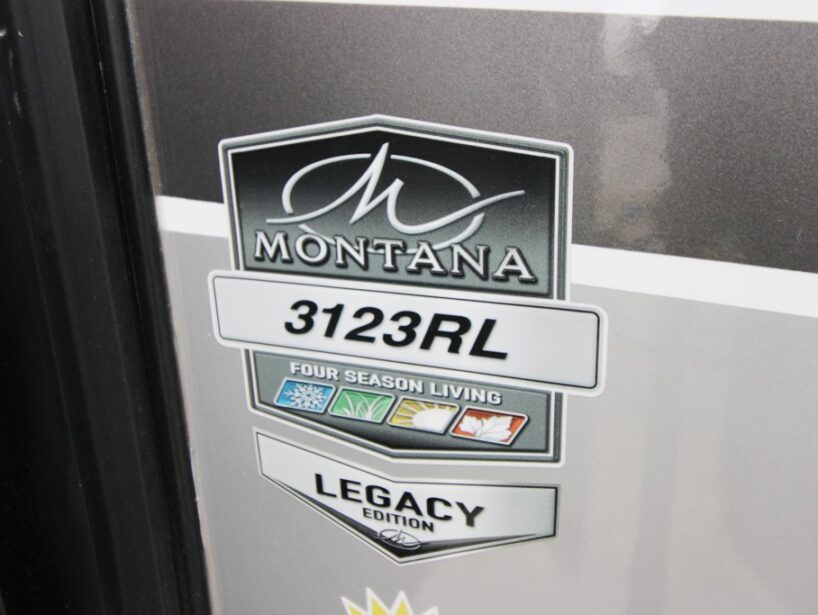 MONTANA
3123RL
FOUR SEASON LIVING
LEGACY
EDITION